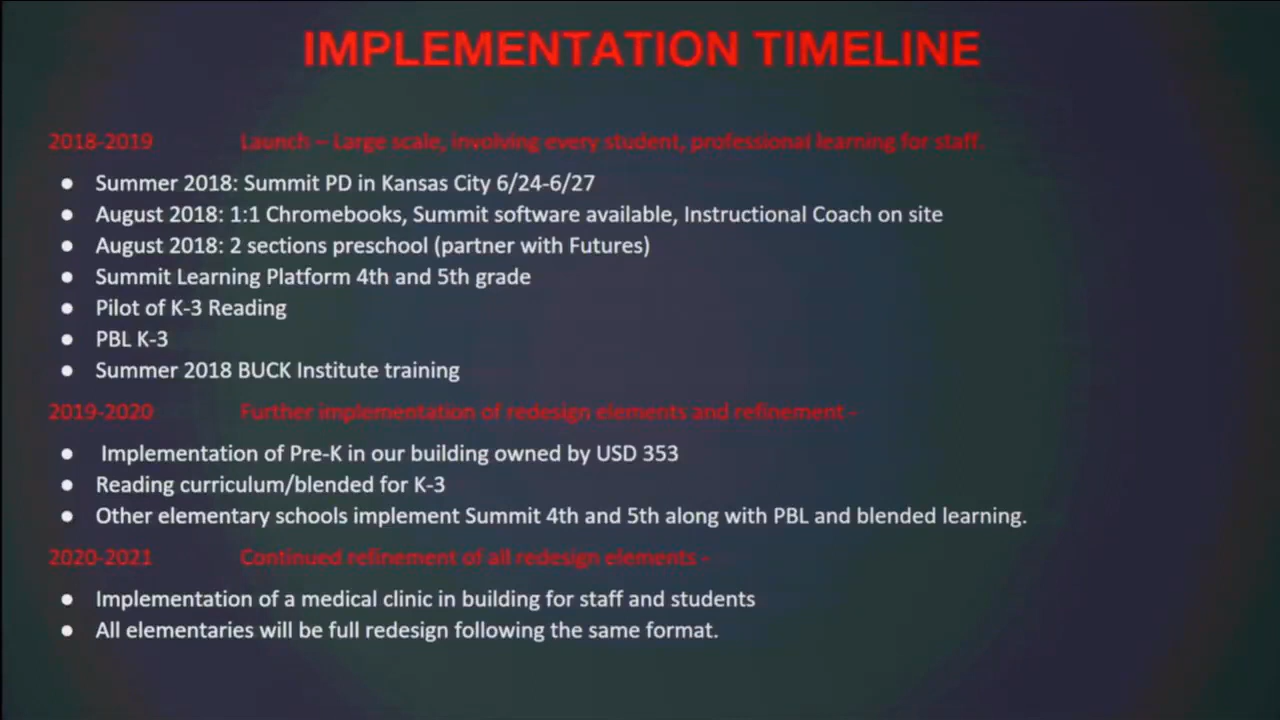 IMPLEMENTATION TIMELINE
2018-2019 Launch – Large scale, involving every student, professional learning for staff.
● Summer 2018: Summit PD in Kansas City 6/24-6/27
● August 2018: 1:1 Chromebooks, Summit software available, Instructional Coach on site
● August 2018: 2 sections preschool (partner with Futures)
● Summit Learning Platform 4th and 5th grade
● Pilot of K-3 Reading
● PBL K-3
● Summer 2018 BUCK Institute training
2019-2020 Further implementation of redesign elements and refinement -
● Implementation of Pre-K in our building owned by USD 353
● Reading curriculum/blended for K-3
● Other elementary schools implement Summit 4th and 5th along with PBL and blended learning.
2020-2021 Continued refinement of all redesign elements -
● Implementation of a medical clinic in building for staff and students
● All elementaries will be full redesign following the same format.